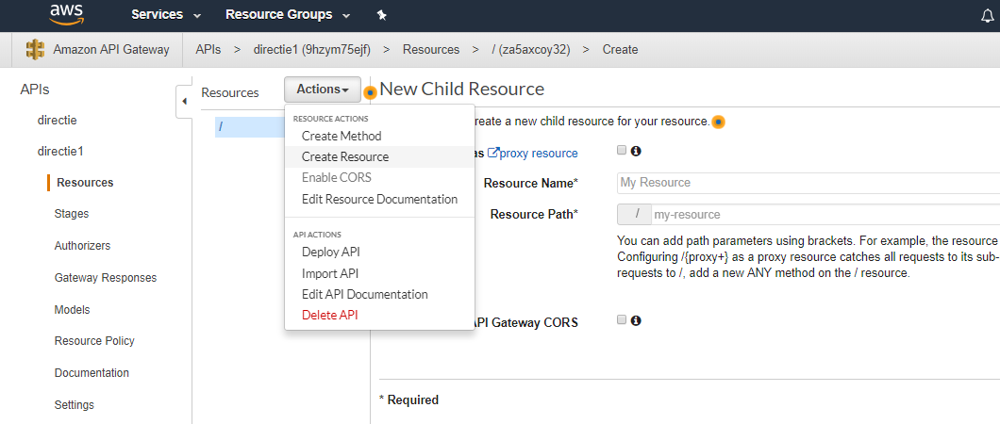 aws
Services
Resource Groups
Amazon API Gateway
APIs > directie1 (9hzym75ejf) > Resources > / (za5axcoy32) > Create
APIs
directie
directie1
Resources
Stages
Authorizers
Gateway Responses
Models
Resource Policy
Documentation
Settings
Resources
Actions
/
RESOURCE ACTIONS
Create Method
Create Resource
Enable CORS
Edit Resource Documentation
API ACTIONS
Deploy API
Import API
Edit API Documentation
Delete API
New Child Resource
create a new child resource for your resource.
as proxy resource
Resource Name* My Resource
Resource Path* / my-resource
You can add path parameters using brackets. For example, the resource
Configuring /{proxy+} as a proxy resource catches all requests to its sub-
requests to /, add a new ANY method on the / resource.
API Gateway CORS
* Required